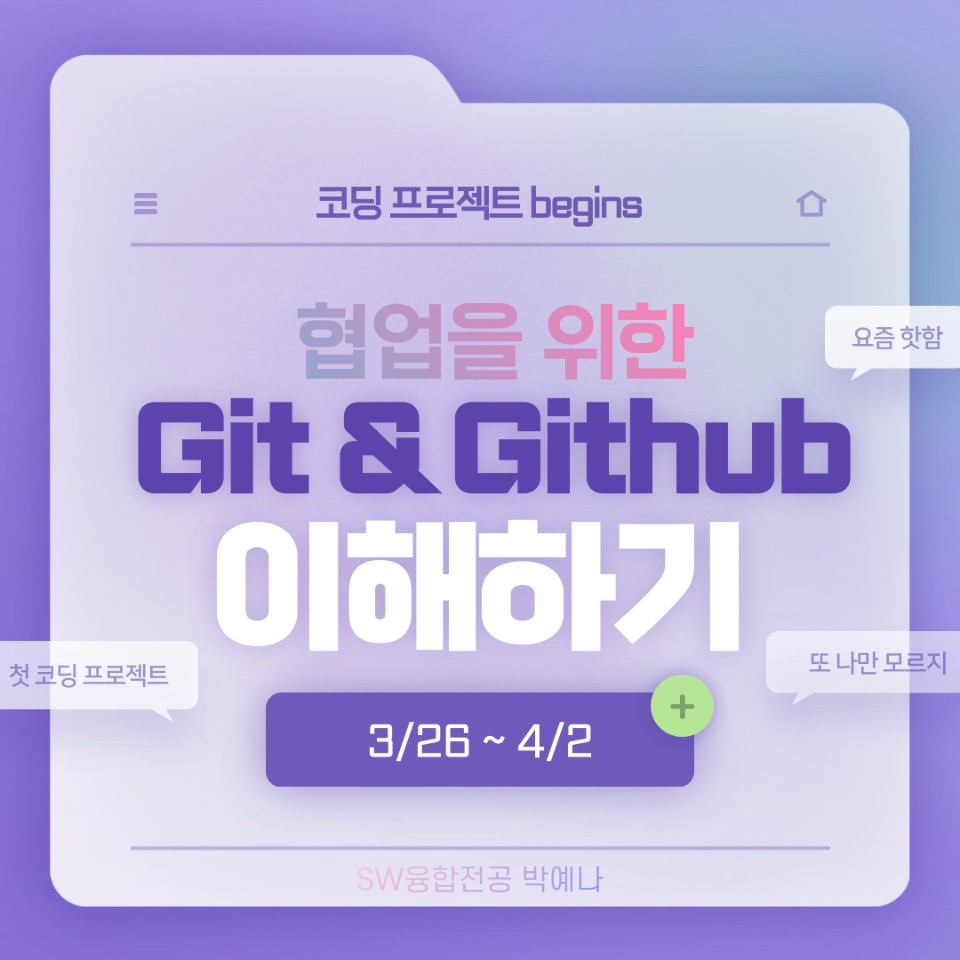 코딩 프로젝트 begins
협업을 위한
요즘 핫함
Git & Github
이해하기
첫 코딩 프로젝트
또 나만 모르지
3/26 ~ 4/2
+
SW융합전공 박예나